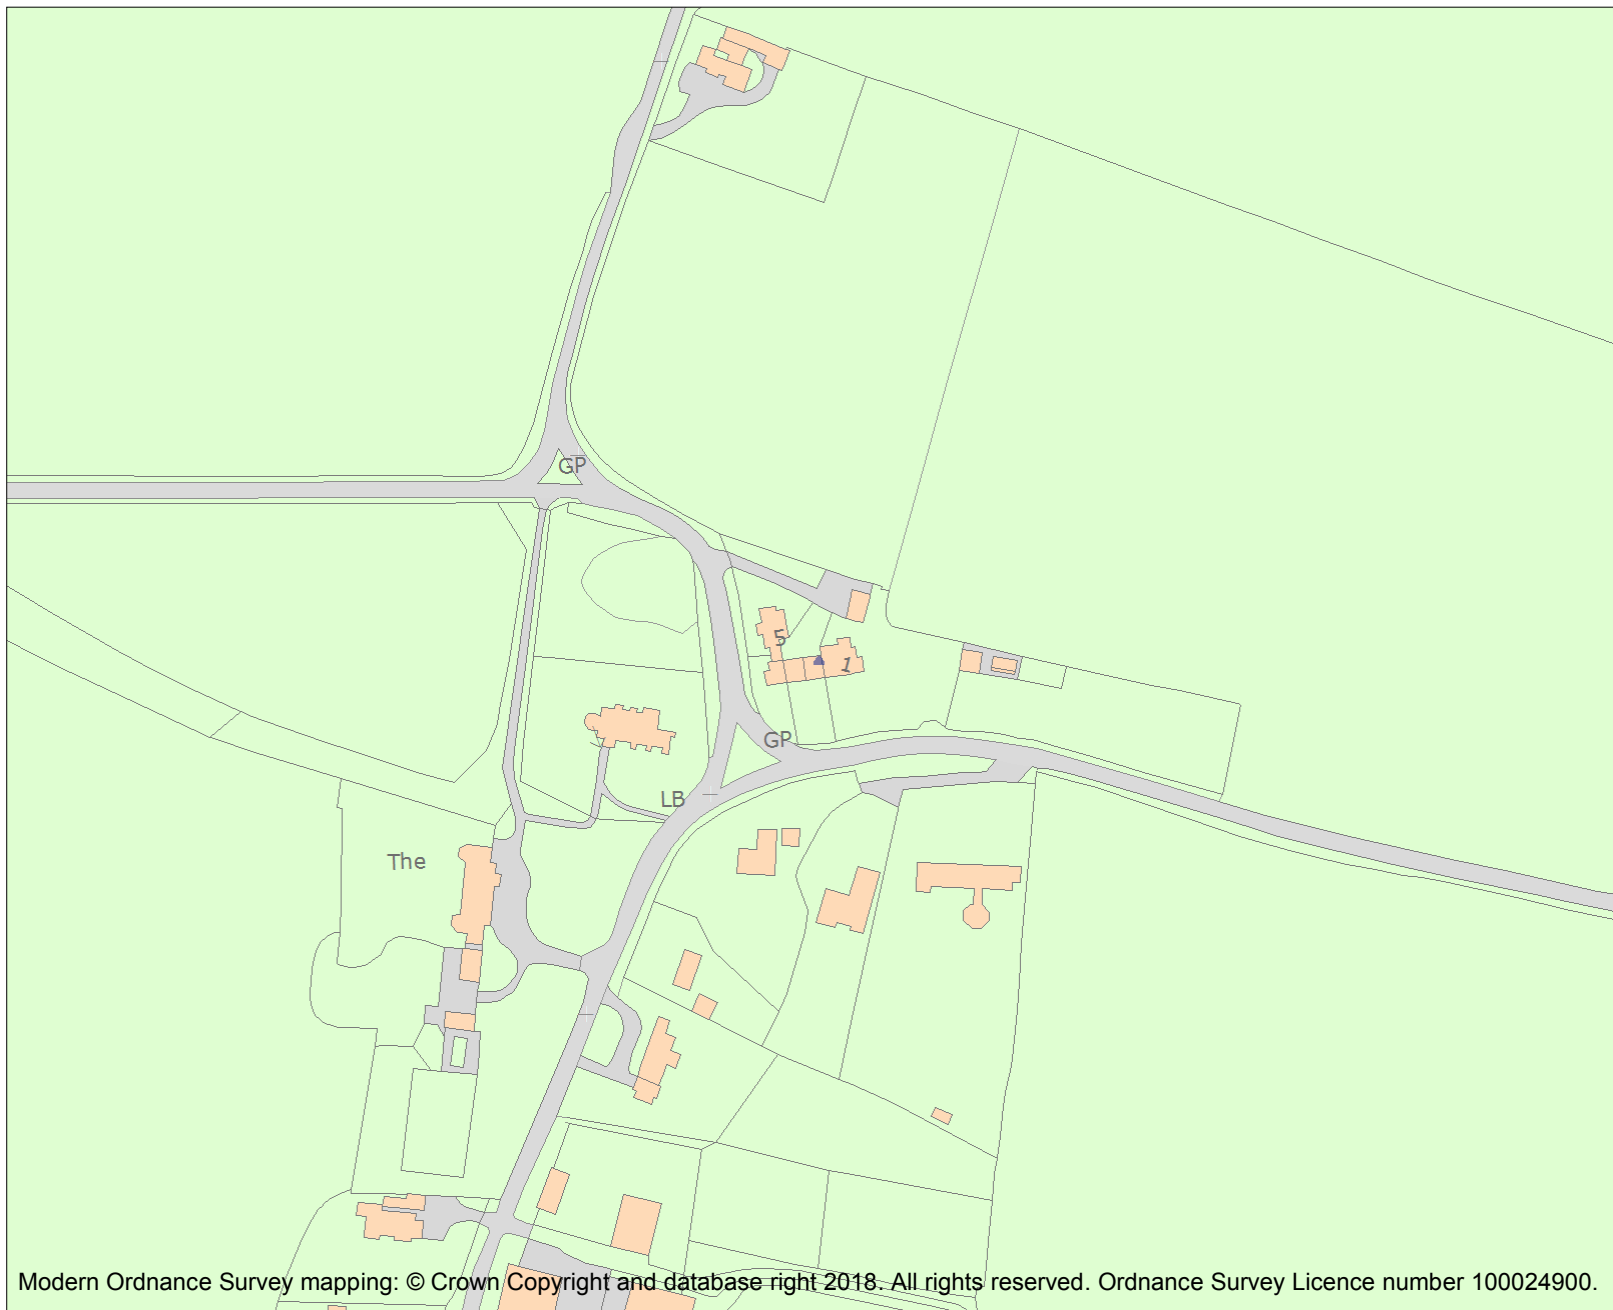 GP
5
1
GP
LB
The
Modern Ordnance Survey mapping: © Crown Copyright and database right 2018. All rights reserved. Ordnance Survey Licence number 100024900.